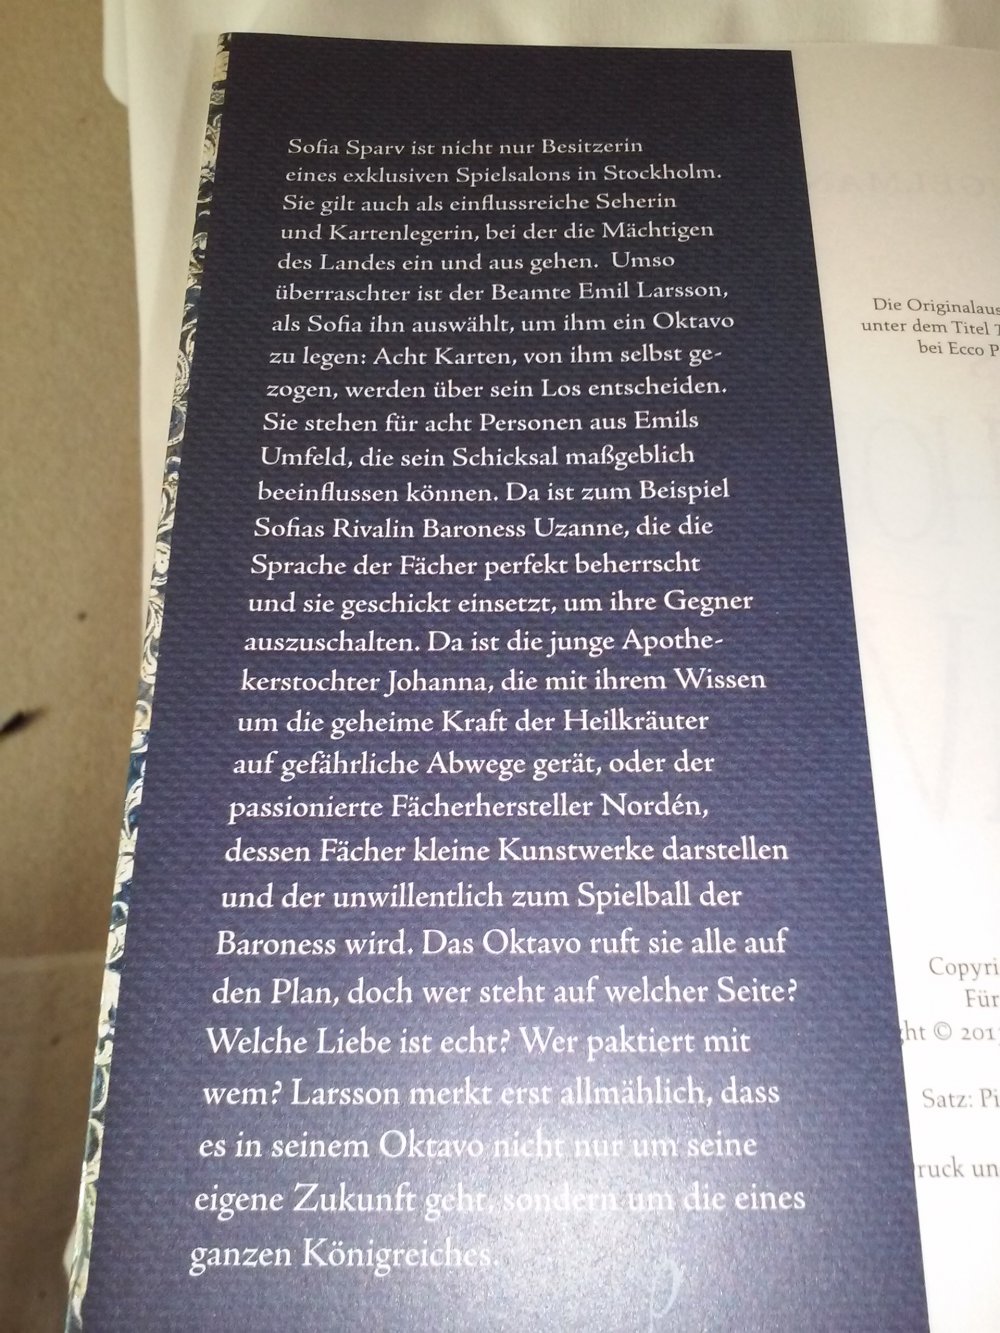 Sofia Sparv ist nicht nur Besitzerin
eines exklusiven Spielsalons in Stockholm.
Sie gilt auch als einflussreiche Seherin
und Kartenlegerin, bei der die Mächtigen
des Landes ein und aus gehen. Umso
überraschter ist der Beamte Emil Larsson,
als Sofia ihn auswählt, um ihm ein Oktavo
zu legen: Acht Karten, von ihm selbst ge-
zogen, werden über sein Los entscheiden.
Sie stehen für acht Personen aus Emils
Umfeld, die sein Schicksal maßgeblich
beeinflussen können. Da ist zum Beispiel
Sofias Rivalin Baroness Uzanne, die die
Sprache der Fächer perfekt beherrscht
und sie geschickt einsetzt, um ihre Gegner
auszuschalten. Da ist die junge Apothe-
kerstochter Johanna, die mit ihrem Wissen
um die geheime Kraft der Heilkräuter
auf gefährliche Abwege gerät, oder der
passionierte Fächerhersteller Nordén,
dessen Fächer kleine Kunstwerke darstellen
und der unwillentlich zum Spielball der
Baroness wird. Das Oktavo ruft sie alle auf
den Plan, doch wer steht auf welcher Seite?
Welche Liebe ist echt? Wer paktiert mit
wem? Larsson merkt erst allmählich, dass
es in seinem Oktavo nicht nur um seine
eigene Zukunft geht, sondern um die eines
ganzen Königreiches.
Die Originalaus
unter dem Titel T
bei Ecco P
Copyri
Für
ht © 201
Satz: Pi
ruck un